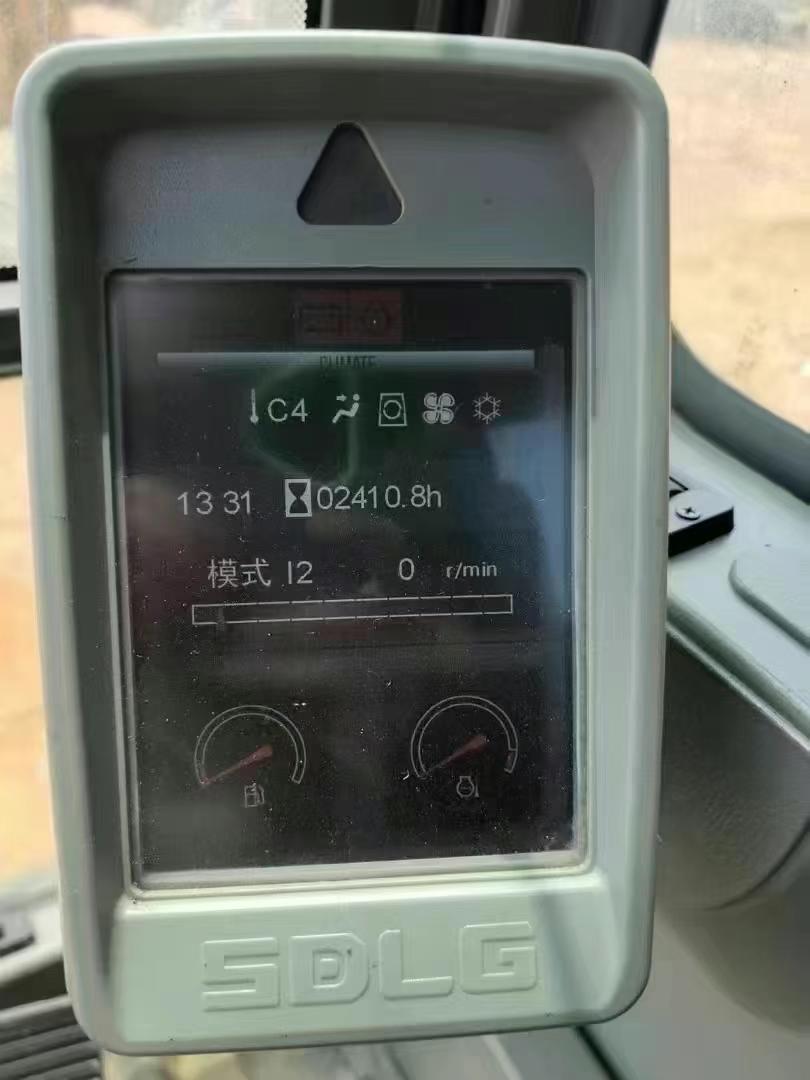 CLIMATE
C4
13 31 02410.8h
模式 I2 0 r/min
SDLG